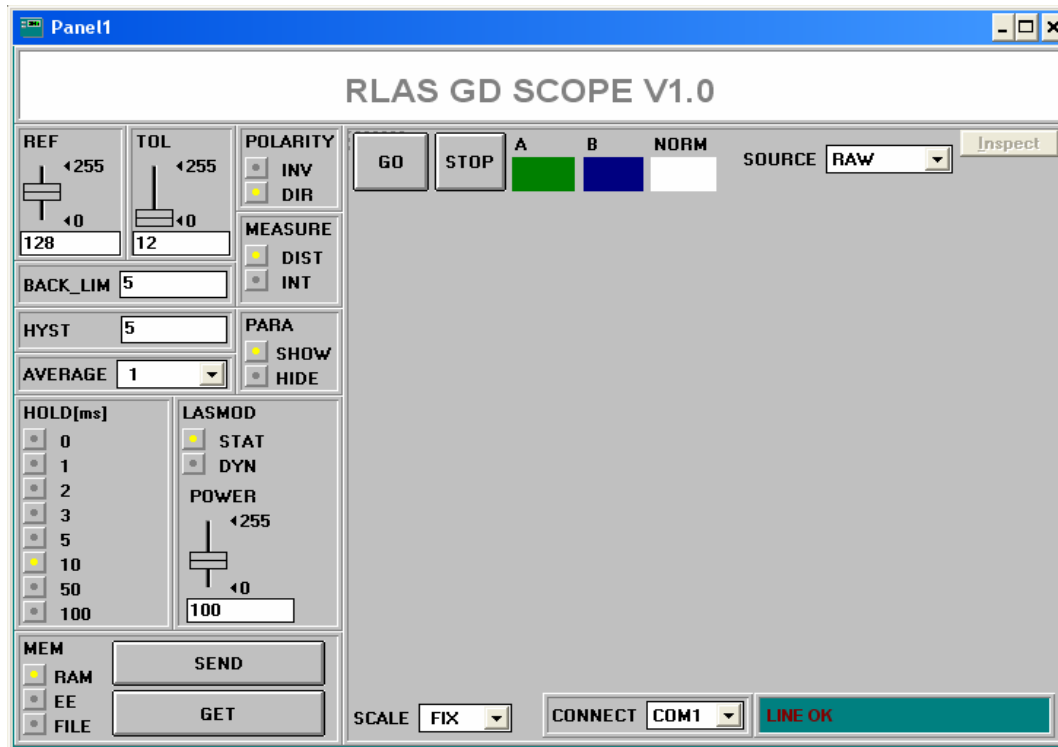 Panel1
RLAS GD SCOPE V1.0
REF
255
0
128
TOL
255
0
12
POLARITY
INV
DIR
MEASURE
DIST
INT
BACK_LIM 5
HYST 5
AVERAGE 1
PARA
SHOW
HIDE
HOLD[ms]
0
1
2
3
5
10
50
100
LASMOD
STAT
DYN
POWER
255
0
100
MEM
RAM
EE
FILE
SEND
GET
GO
STOP
A
B
NORM
SOURCE RAW
Inspect
SCALE FIX
CONNECT COM1
LINE OK